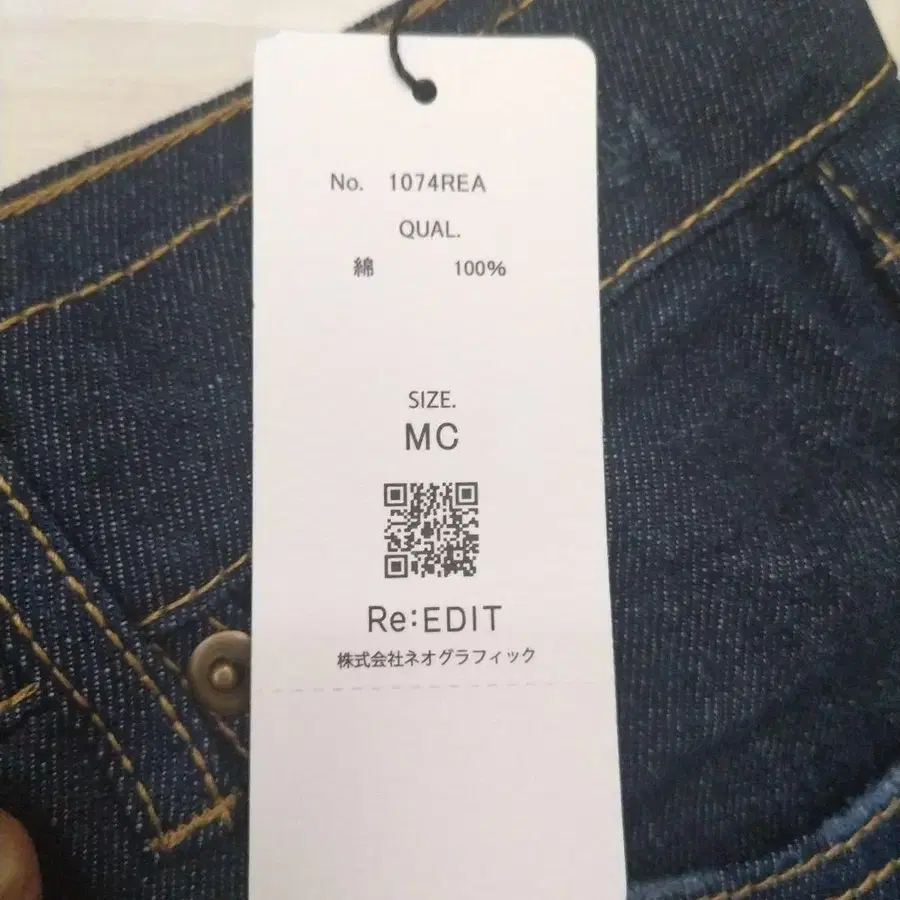 No. 1074REA
QUAL.
綿 100%
SIZE.
MC
Re:EDIT
株式会社ネオグラフィック